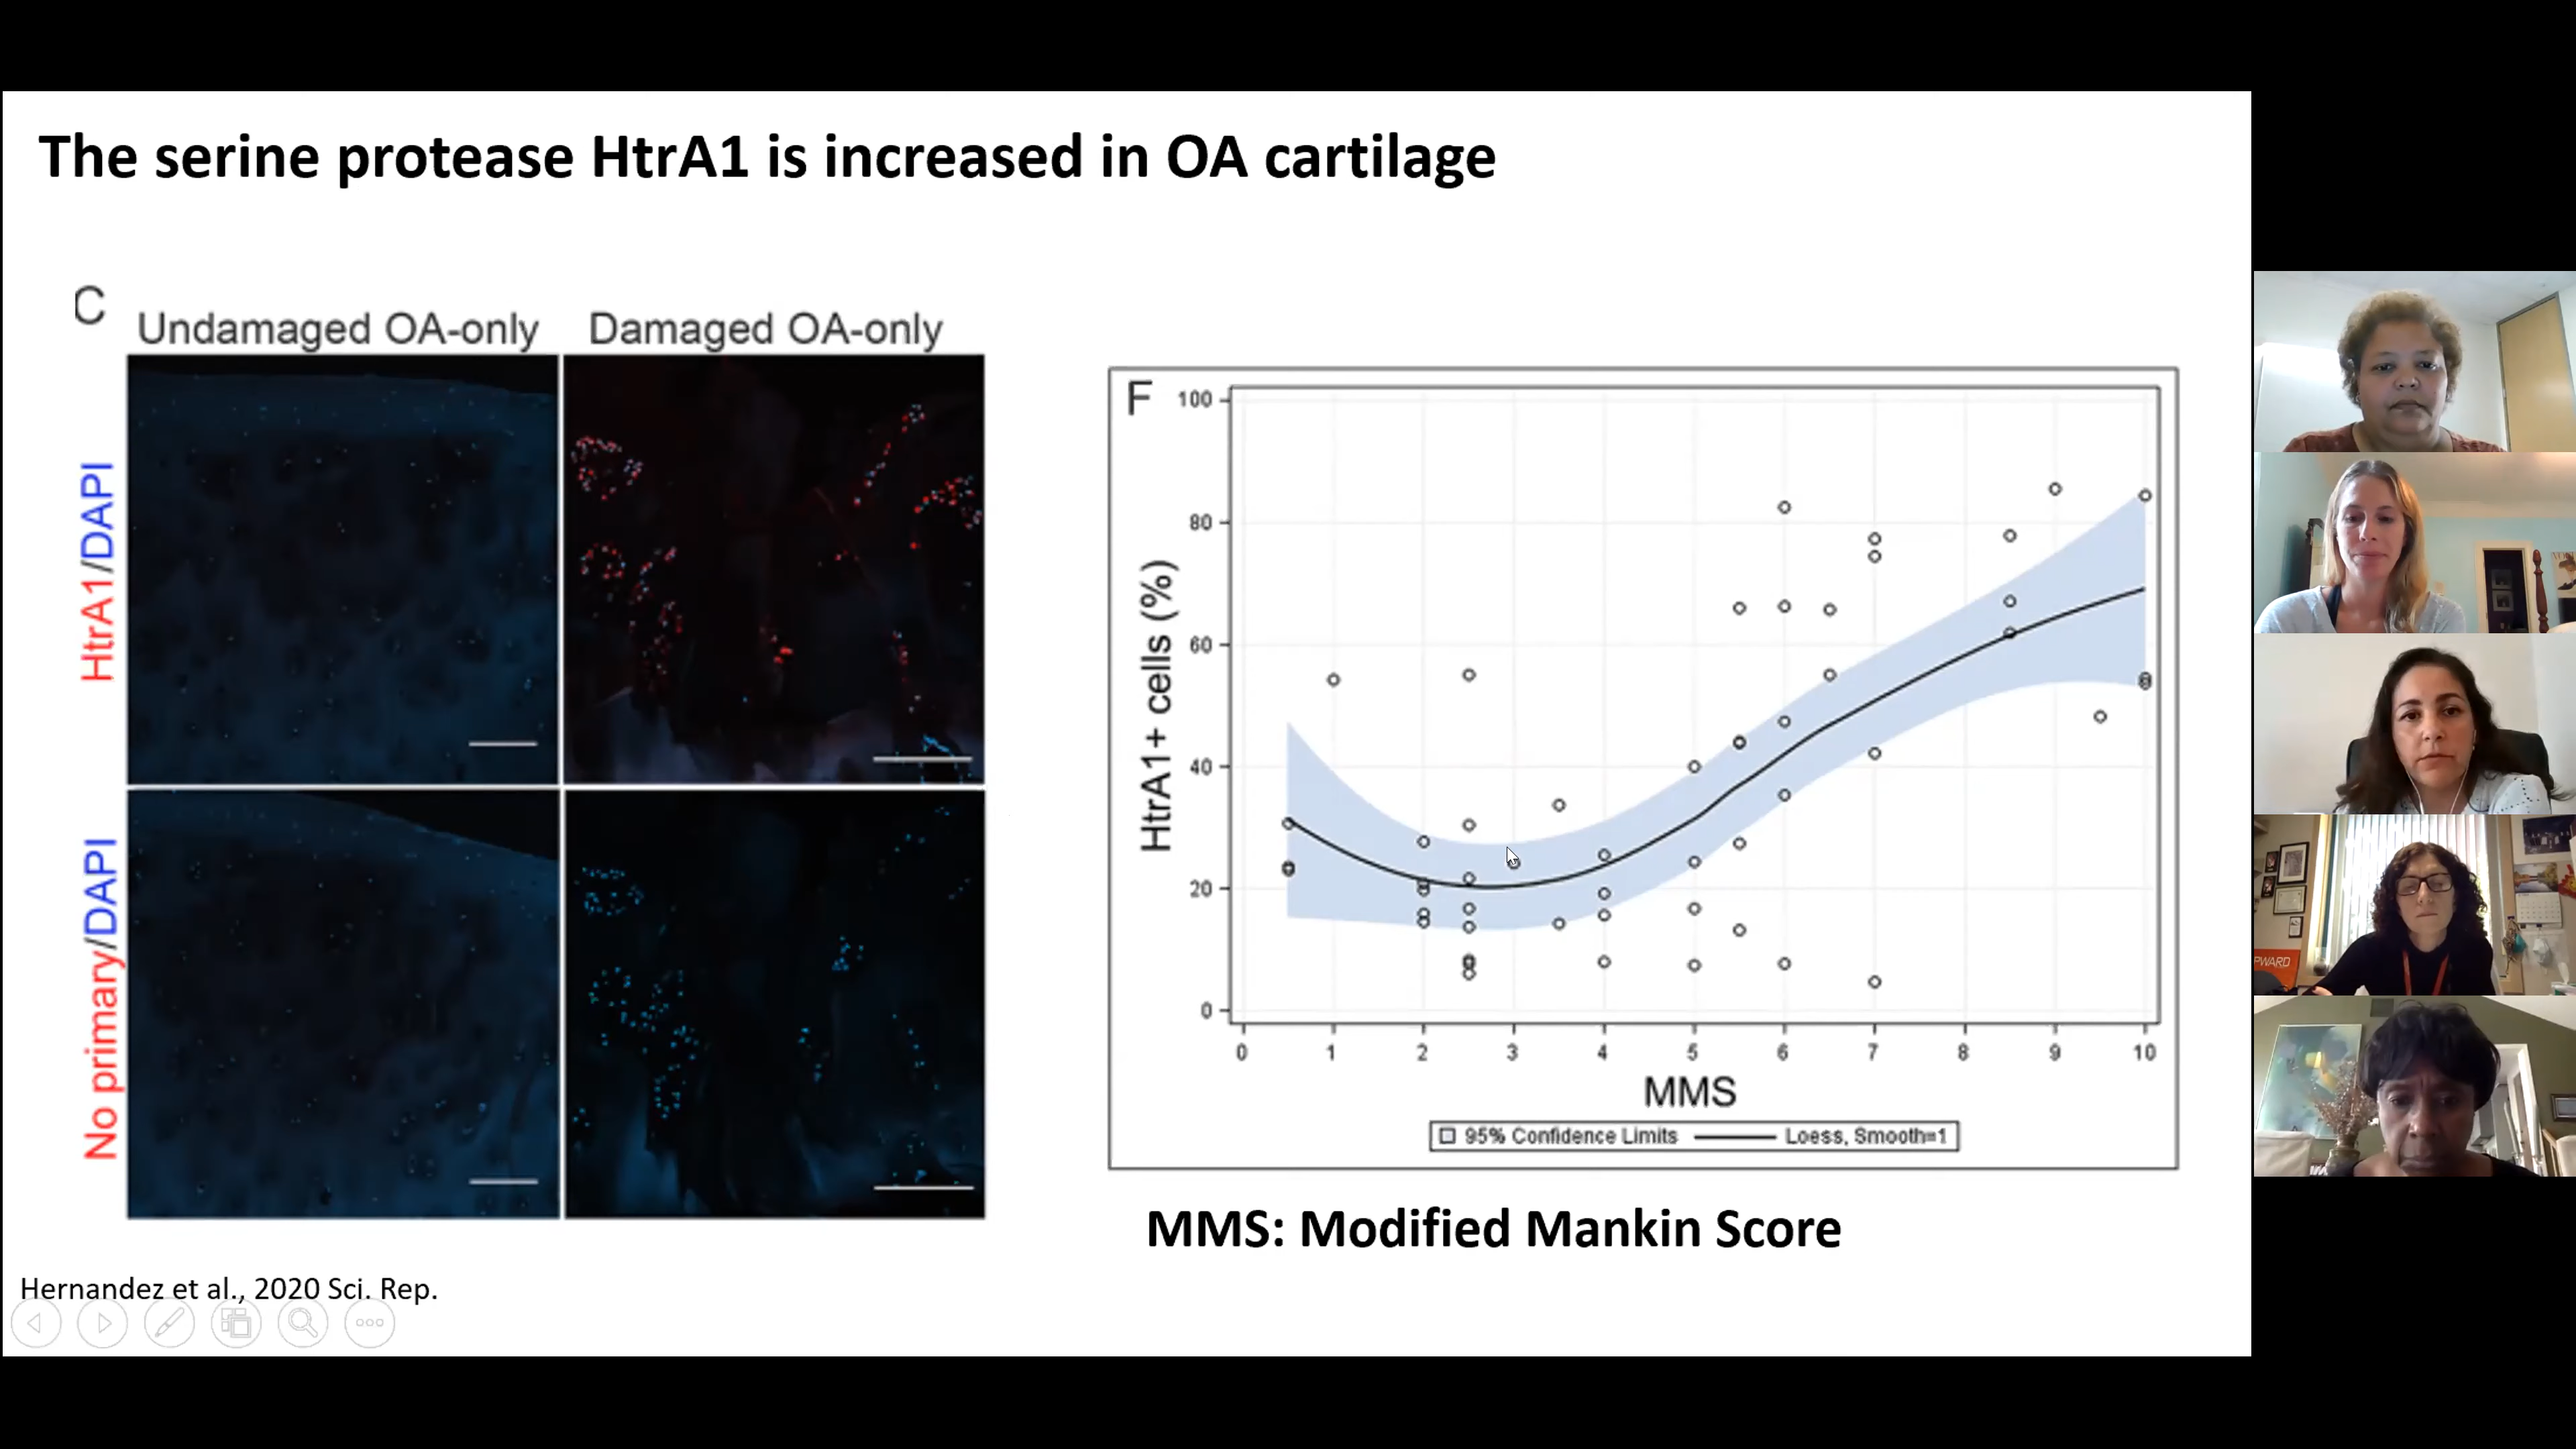 The serine protease HtrA1 is increased in OA cartilage
C
Undamaged OA-only
Damaged OA-only
HtrA1/DAPI
No primary/DAPI
F
HtrA1+ cells (%)
100
80
60
40
20
0
0 1 2 3 4 5 6 7 8 9 10
MMS
95% Confidence Limits
Loess, Smooth=1
MMS: Modified Mankin Score
Hernandez et al., 2020 Sci. Rep.
PWARD